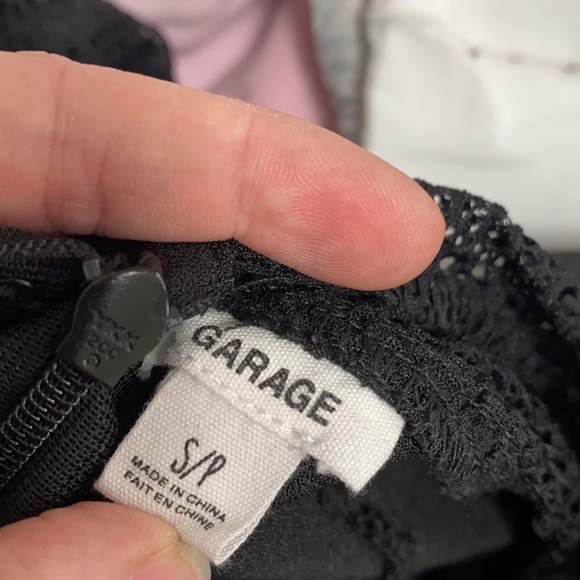 GARAGE
S/P
MADE IN CHINA
FAIT EN CHINE